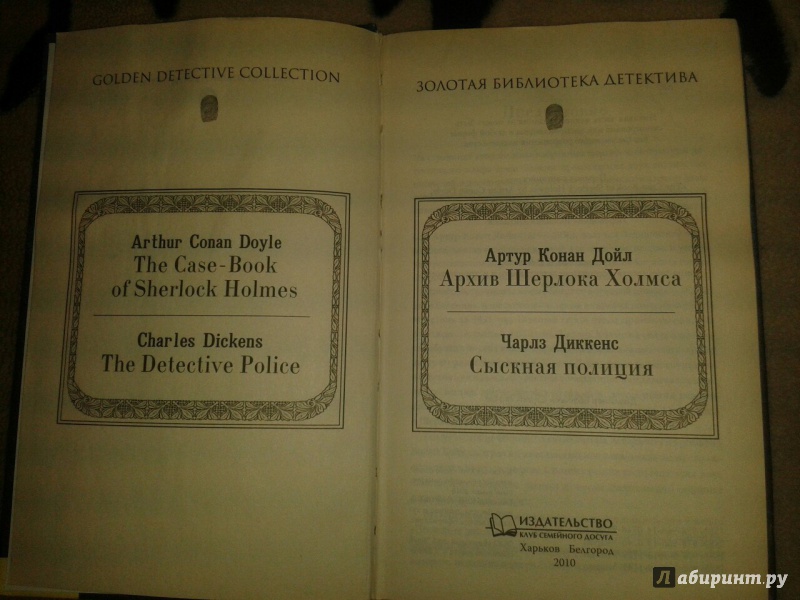 GOLDEN DETECTIVE COLLECTION
Arthur Conan Doyle
The Case-Book
of Sherlock Holmes
Charles Dickens
The Detective Police
ЗОЛОТАЯ БИБЛИОТЕКА ДЕТЕКТИВА
Артур Конан Дойл
Архив Шерлока Холмса
Чарлз Диккенс
Сыскная полиция
ИЗДАТЕЛЬСТВО
КЛУБ СЕМЕЙНОГО ДОСУГА
Харьков Белгород
2010
Лабиринт.ру